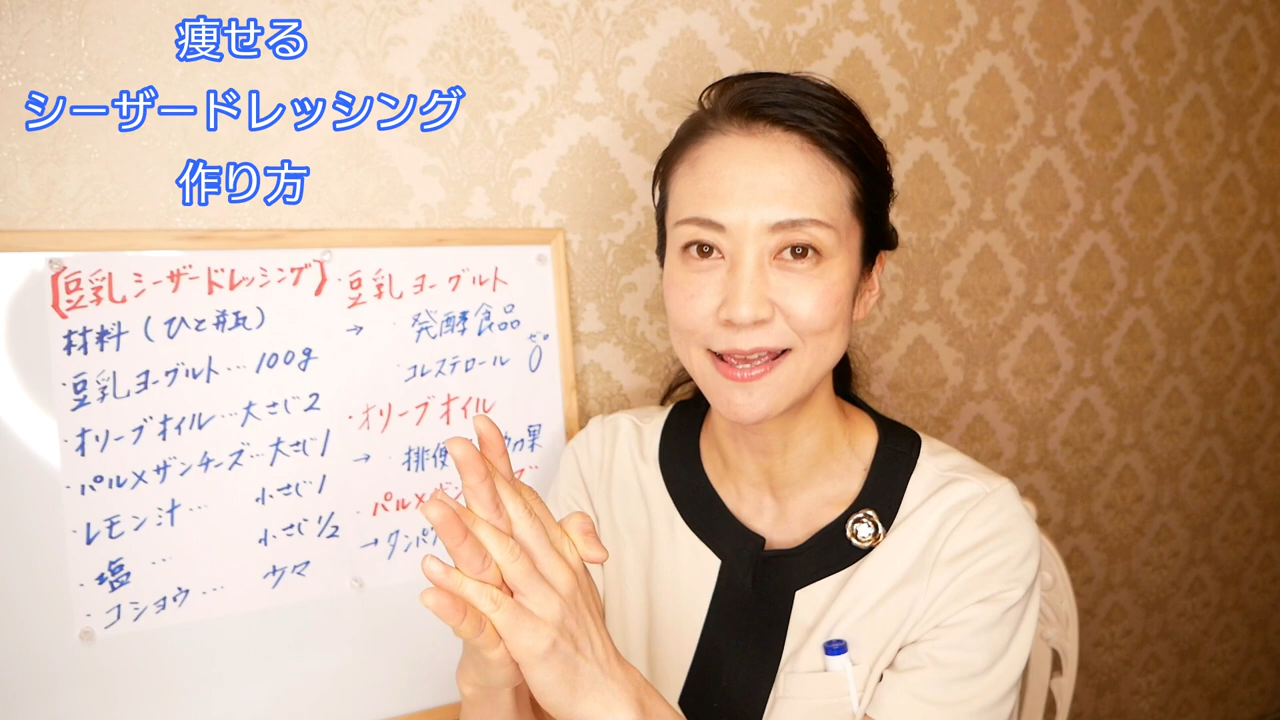 痩せる
シーザードレッシング
作り方
【豆乳シーザードレッシング】
材料(ひと瓶)
・豆乳ヨーグルト…100g
・オリーブオイル…大さじ2
・パルメザンチーズ…大さじ1
・レモン汁… 小さじ1
・塩 … 小さじ1/2
・コショウ… 少々
・豆乳ヨーグルト
→ ・発酵食品
・コレステロール 0
ゼロ
・オリーブオイル
→ ・排便 果
・パルメザン
→タンパク